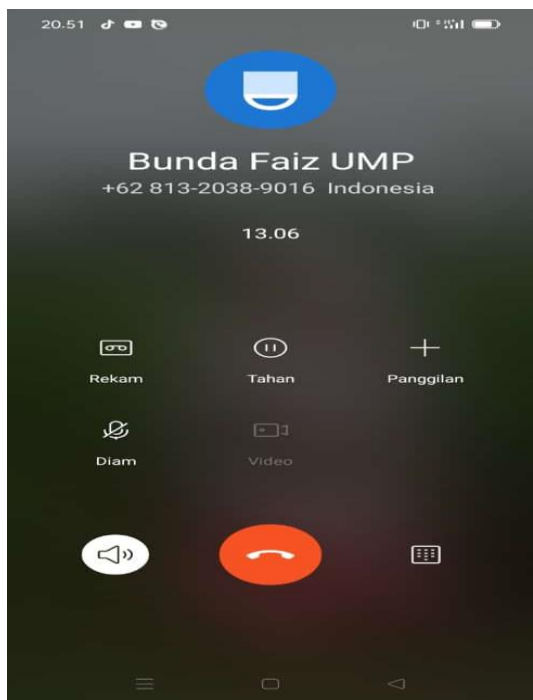 20.51
Bunda Faiz UMP
+62 813-2038-9016 Indonesia
13.06
Rekam
Tahan
Panggilan
Diam
Video